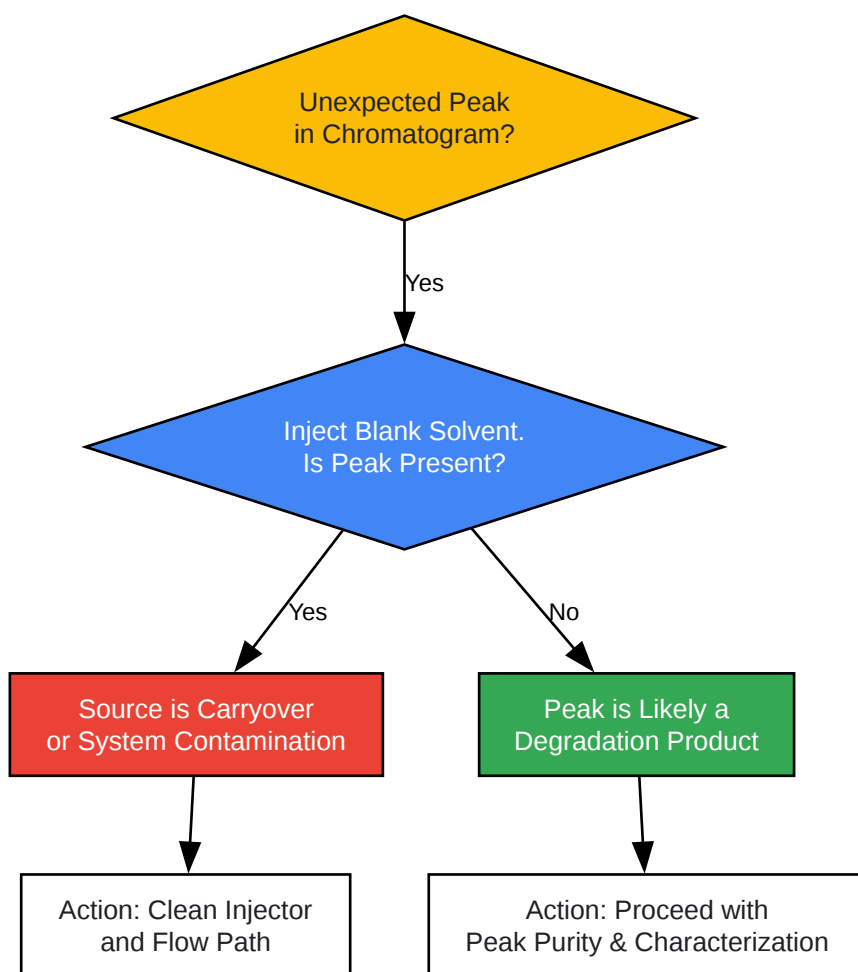 Unexpected Peak
in Chromatogram?
Yes
Inject Blank Solvent.
Is Peak Present?
Yes
No
Source is Carryover
or System Contamination
Peak is Likely a
Degradation Product
Action: Clean Injector
and Flow Path
Action: Proceed with
Peak Purity & Characterization